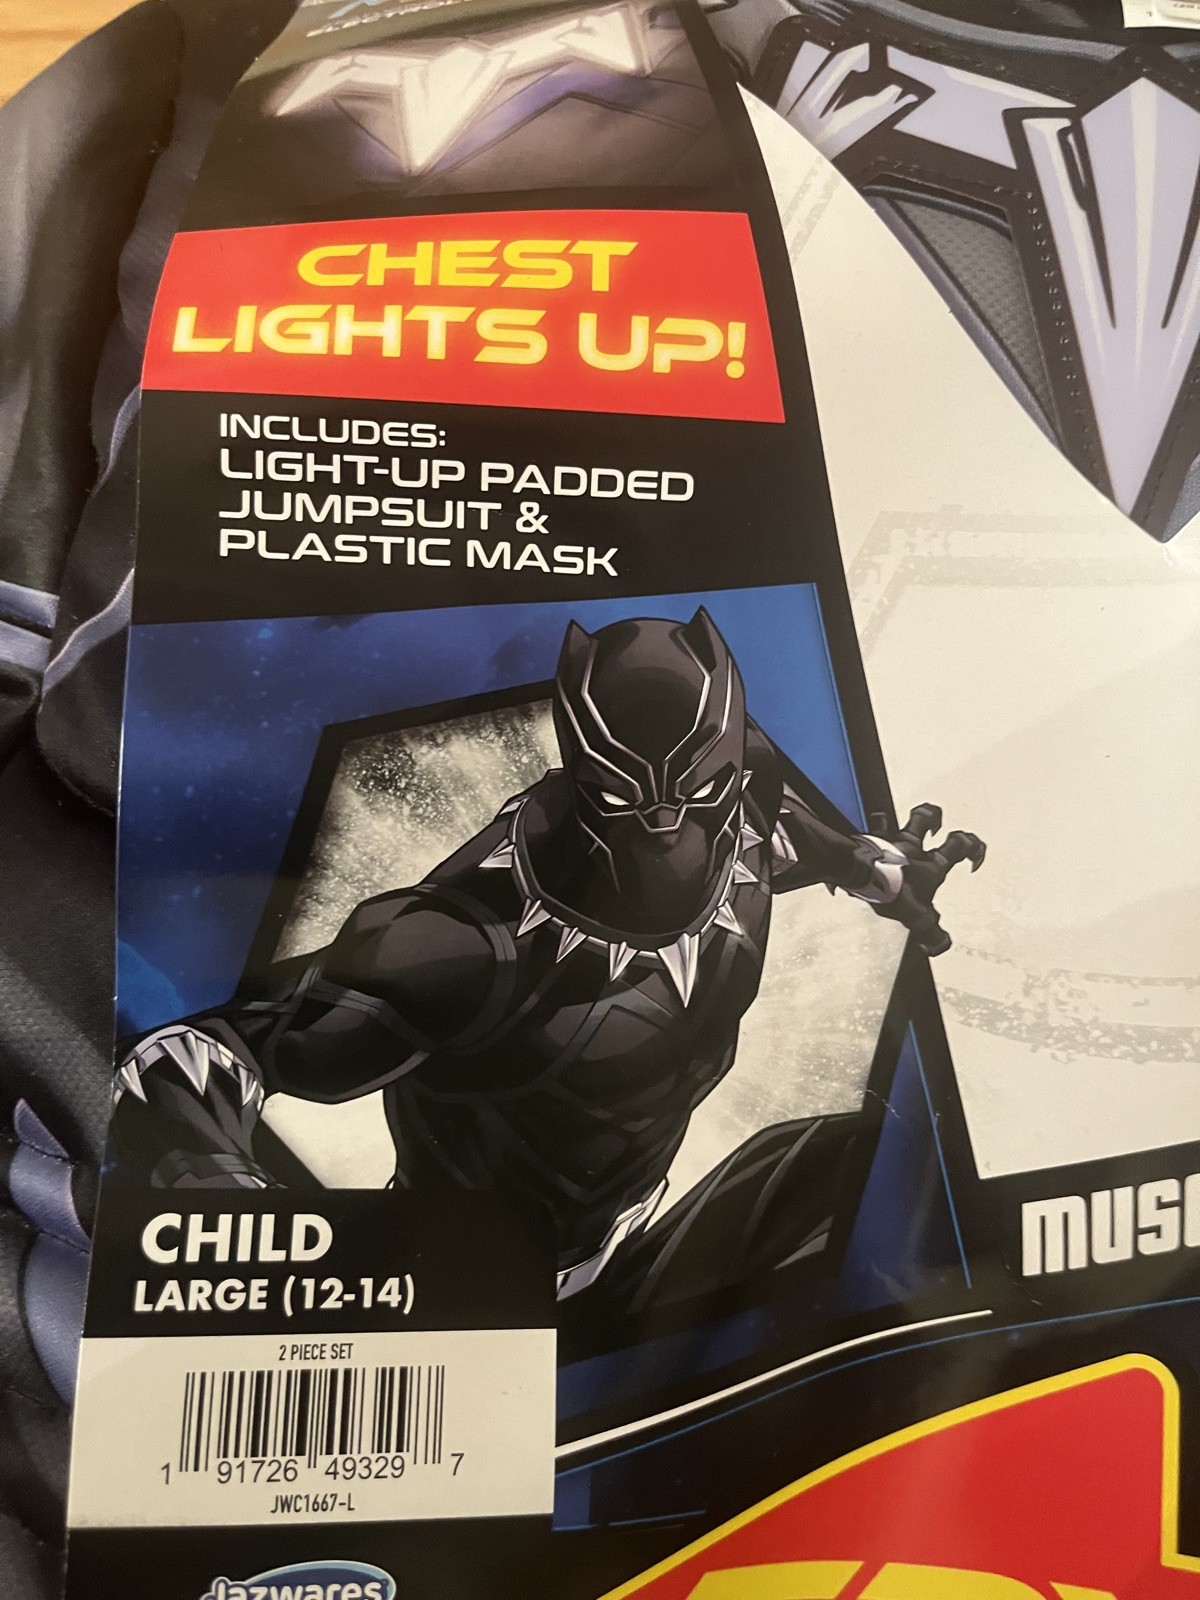 CHEST
LIGHTS UP!
INCLUDES:
LIGHT-UP PADDED
JUMPSUIT &
PLASTIC MASK
CHILD
LARGE (12-14)
2 PIECE SET
1 91726 49329 7
JWC1667-L
Jazwares